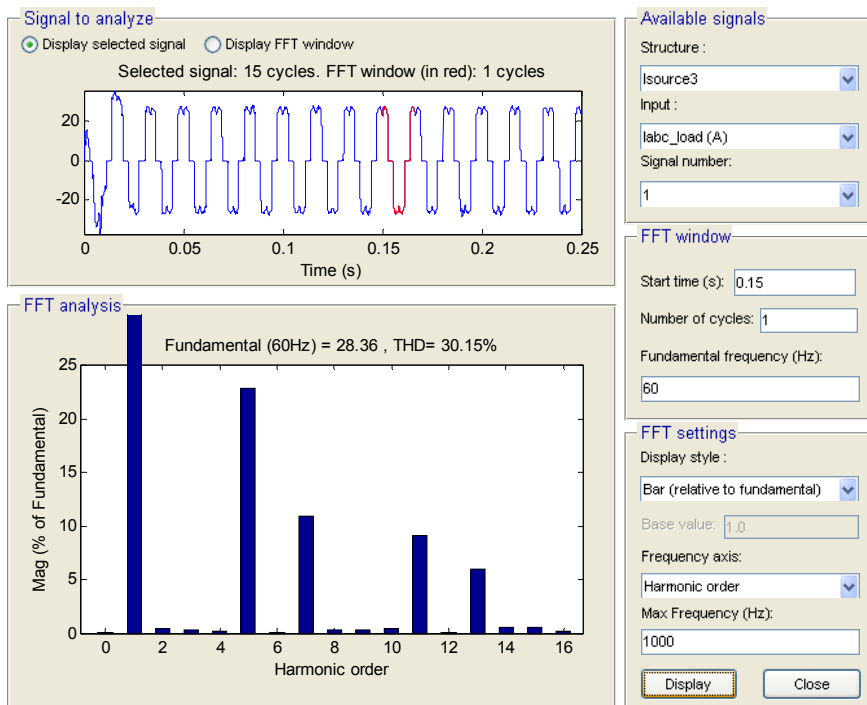 Signal to analyze
Display selected signal Display FFT window
Selected signal: 15 cycles. FFT window (in red): 1 cycles
20
0
-20
0 0.05 0.1 0.15 0.2 0.25
Time (s)
FFT analysis
Fundamental (60Hz) = 28.36 , THD= 30.15%
25
20
15
10
5
0
Mag (% of Fundamental)
0 2 4 6 8 10 12 14 16
Harmonic order
Available signals
Structure :
Isource3
Input :
Iabc_load (A)
Signal number:
1
FFT window
Start time (s): 0.15
Number of cycles: 1
Fundamental frequency (Hz):
60
FFT settings
Display style :
Bar (relative to fundamental)
Base value: 1.0
Frequency axis:
Harmonic order
Max Frequency (Hz):
1000
Display Close